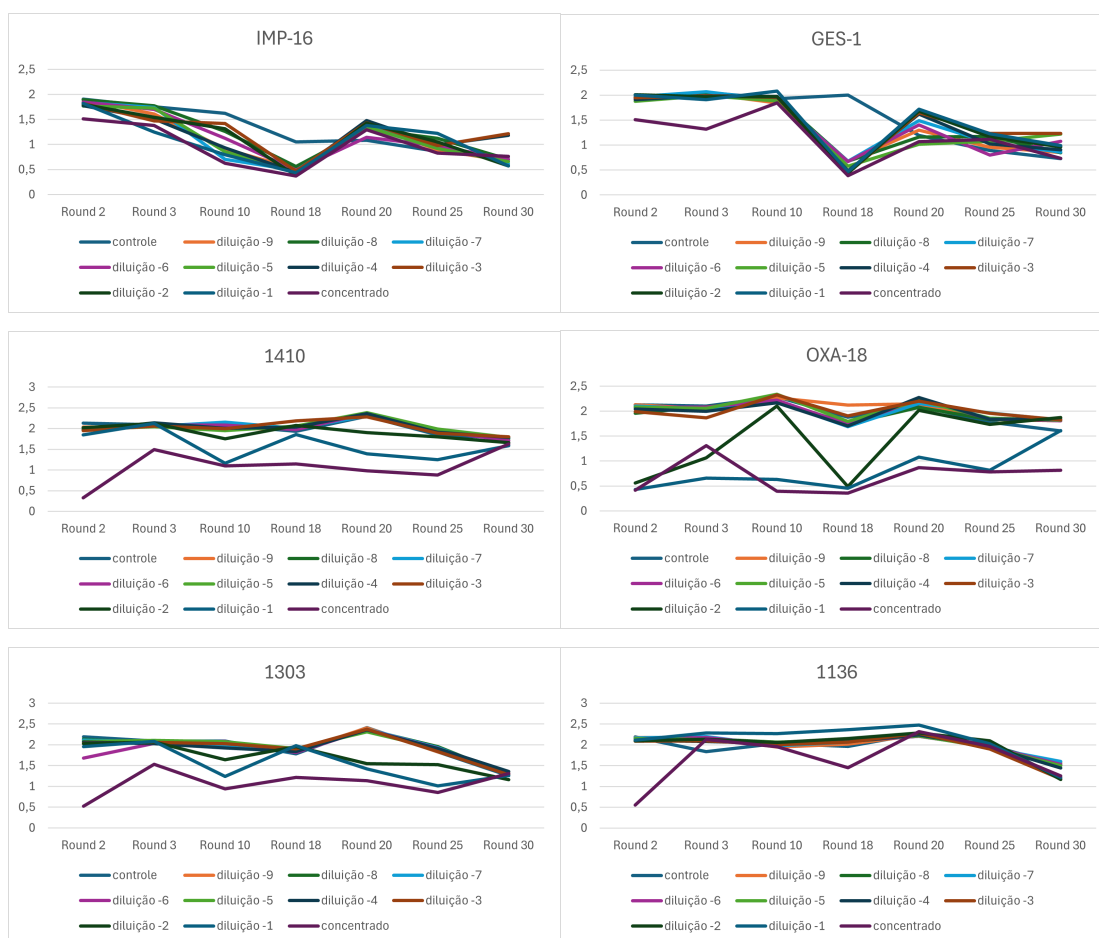 IMP-16
2,5
2
1,5
1
0,5
0
Round 2 Round 3 Round 10 Round 18 Round 20 Round 25 Round 30
controle diluição -9 diluição -8 diluição -7
diluição -6 diluição -5 diluição -4 diluição -3
diluição -2 diluição -1 concentrado
GES-1
2,5
2
1,5
1
0,5
0
Round 2 Round 3 Round 10 Round 18 Round 20 Round 25 Round 30
controle diluição -9 diluição -8 diluição -7
diluição -6 diluição -5 diluição -4 diluição -3
diluição -2 diluição -1 concentrado
1410
3
2,5
2
1,5
1
0,5
0
Round 2 Round 3 Round 10 Round 18 Round 20 Round 25 Round 30
controle diluição -9 diluição -8 diluição -7
diluição -6 diluição -5 diluição -4 diluição -3
diluição -2 diluição -1 concentrado
OXA-18
2,5
2
1,5
1
0,5
0
Round 2 Round 3 Round 10 Round 18 Round 20 Round 25 Round 30
controle diluição -9 diluição -8 diluição -7
diluição -6 diluição -5 diluição -4 diluição -3
diluição -2 diluição -1 concentrado
1303
3
2,5
2
1,5
1
0,5
0
Round 2 Round 3 Round 10 Round 18 Round 20 Round 25 Round 30
controle diluição -9 diluição -8 diluição -7
diluição -6 diluição -5 diluição -4 diluição -3
diluição -2 diluição -1 concentrado
1136
3
2,5
2
1,5
1
0,5
0
Round 2 Round 3 Round 10 Round 18 Round 20 Round 25 Round 30
controle diluição -9 diluição -8 diluição -7
diluição -6 diluição -5 diluição -4 diluição -3
diluição -2 diluição -1 concentrado